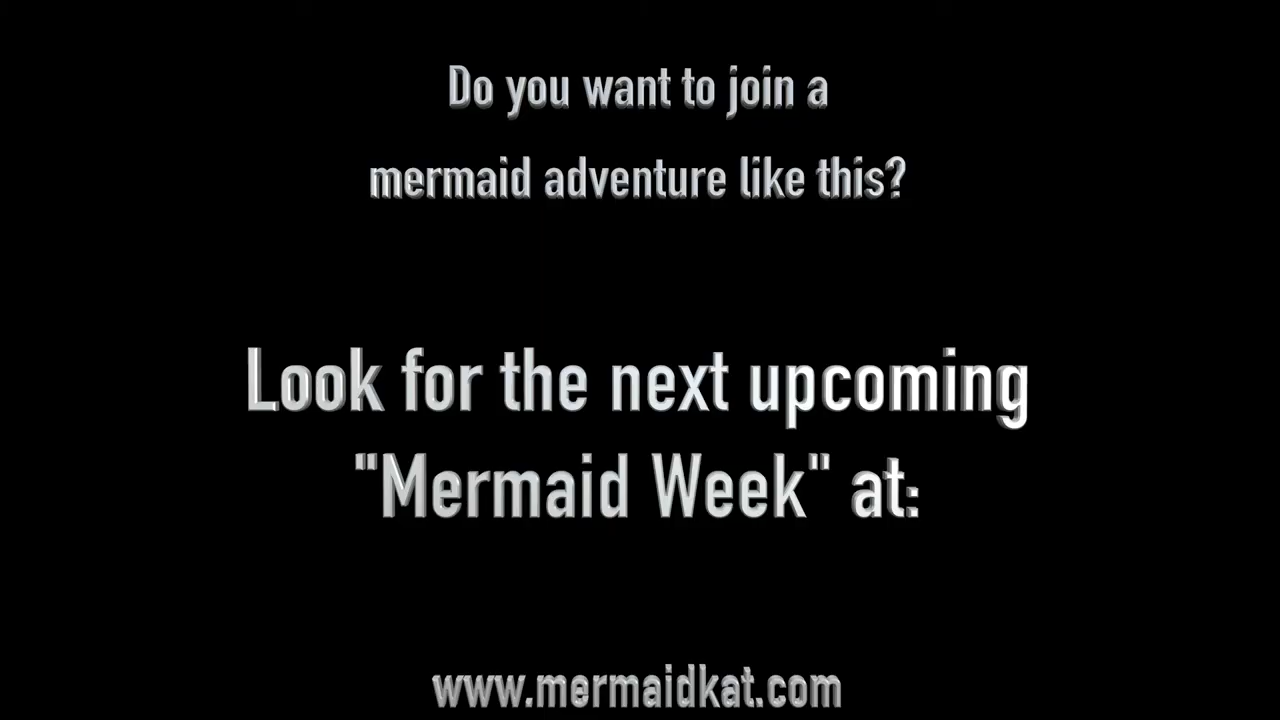 Do you want to join a
mermaid adventure like this?
Look for the next upcoming
"Mermaid Week" at:
www.mermaidkat.com